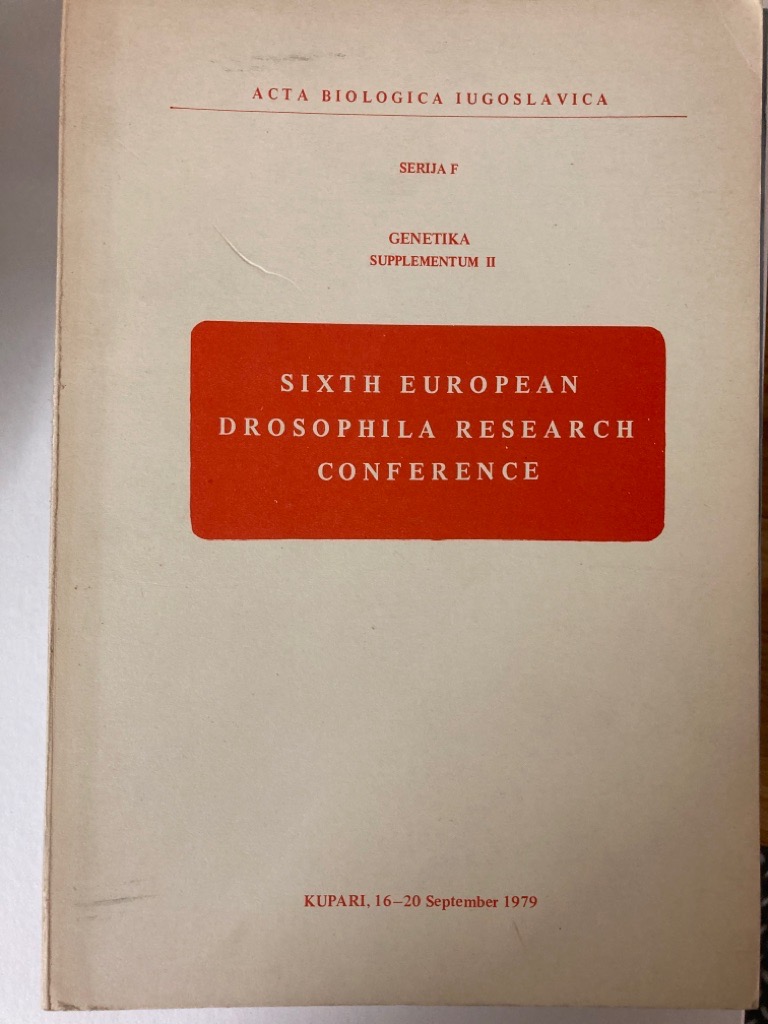 ACTA BIOLOGICA IUGOSLAVICA
SERIJA F
GENETIKA
SUPPLEMENTUM II
SIXTH EUROPEAN
DROSOPHILA RESEARCH
CONFERENCE
KUPARI, 16–20 September 1979